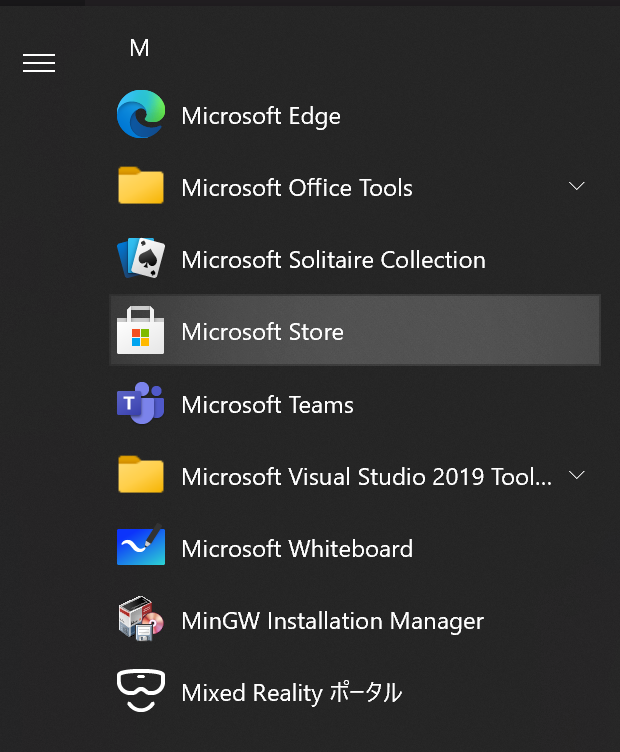 M
Microsoft Edge
Microsoft Office Tools
Microsoft Solitaire Collection
Microsoft Store
T
Microsoft Teams
Microsoft Visual Studio 2019 Tool...
Microsoft Whiteboard
MinGW Installation Manager
Mixed Reality ポータル